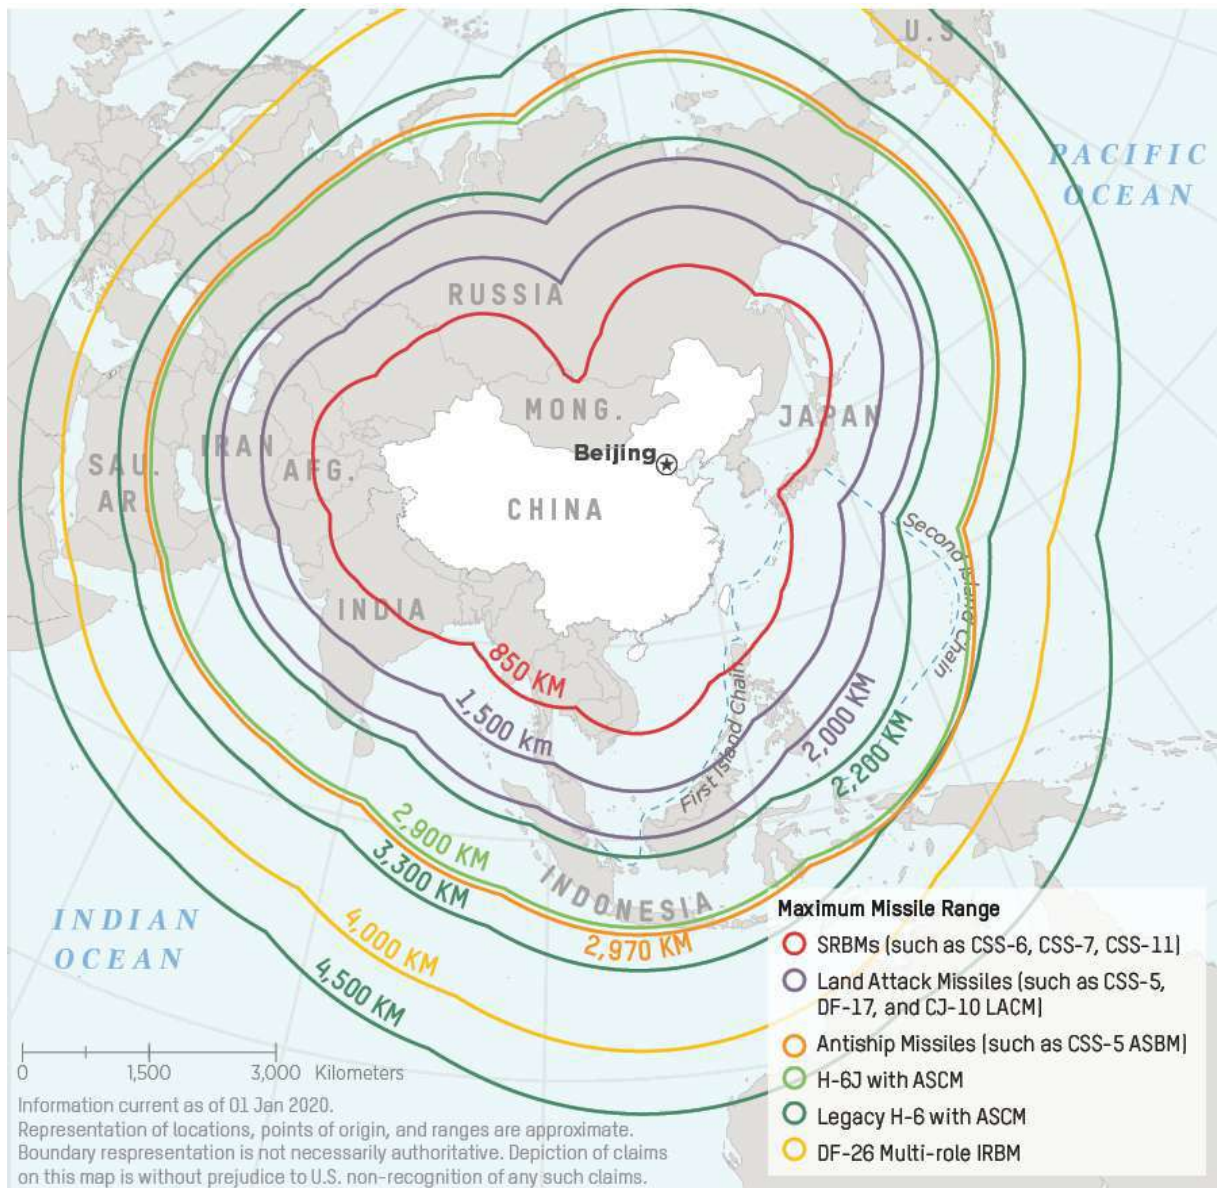 U.S
PACIFIC
OCEAN
RUSSIA
MONG.
JAPAN
Beijing
IRAN
AFG.
SAU.
AR.
CHINA
Second Island Chain
INDIA
850 KM
1,500 km
First Island Chain
2,000 KM
2,200 KM
2,900 KM
3,300 KM
INDONESIA
2,970 KM
4,000 KM
4,500 KM
INDIAN
OCEAN
Maximum Missile Range
SRBMs (such as CSS-6, CSS-7, CSS-11)
Land Attack Missiles (such as CSS-5,
DF-17, and CJ-10 LACM)
Antiship Missiles (such as CSS-5 ASBM)
H-6J with ASCM
Legacy H-6 with ASCM
DF-26 Multi-role IRBM
0 1,500 3,000 Kilometers
Information current as of 01 Jan 2020.
Representation of locations, points of origin, and ranges are approximate.
Boundary respresentation is not necessarily authoritative. Depiction of claims
on this map is without prejudice to U.S. non-recognition of any such claims.